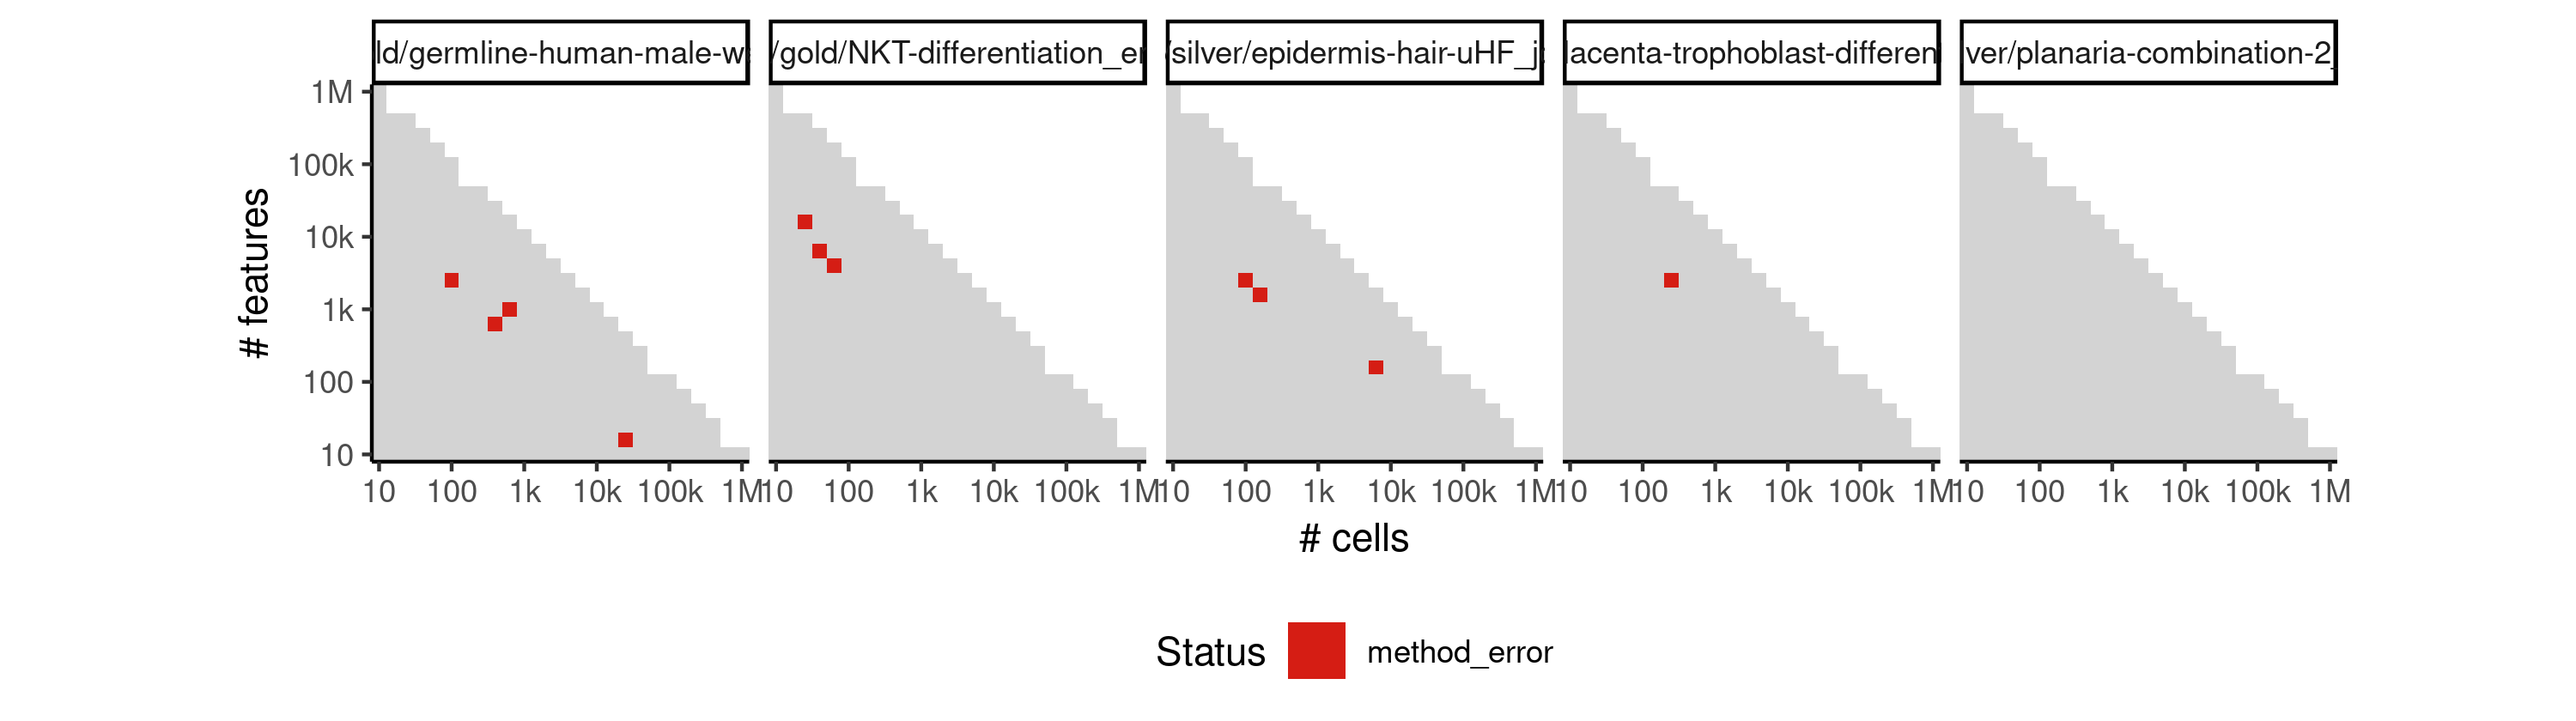 ld/germline-human-male-w
/gold/NKT-differentiation_er
/silver/epidermis-hair-uHF_j
lacenta-trophoblast-differen
ver/planaria-combination-2
# features
1M
100k
10k
1k
100
10
10 100 1k 10k 100k 1M
10 100 1k 10k 100k 1M
10 100 1k 10k 100k 1M
10 100 1k 10k 100k 1M
10 100 1k 10k 100k 1M
# cells
Status method_error